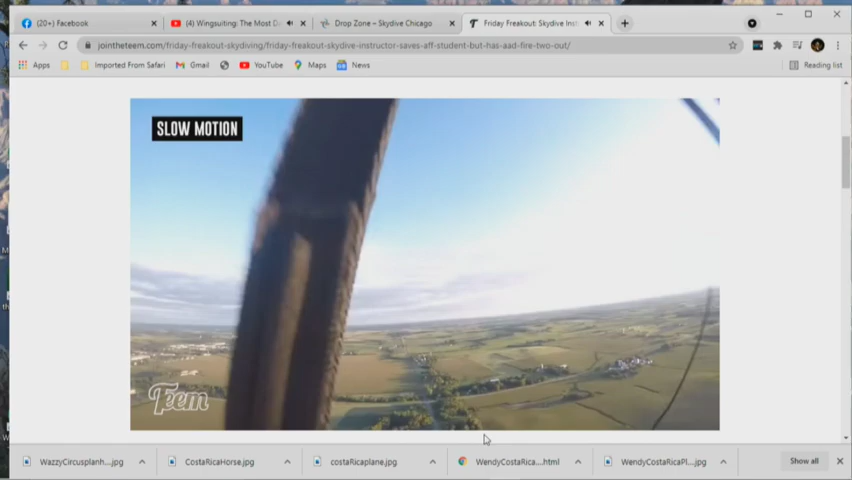 (20+) Facebook
(4) Wingsuiting: The Most Da
Drop Zone – Skydive Chicago
Friday Freakout: Skydive Inst
jointheteem.com/friday-freakout-skydiving/friday-freakout-skydive-instructor-saves-aff-student-but-has-aad-fire-two-out/
Apps
Imported From Safari
Gmail
YouTube
Maps
News
Reading list
SLOW MOTION
Teem
WazzyCircusplanh....jpg
CostaRicaHorse.jpg
costaRicaplane.jpg
WendyCostaRica....html
WendyCostaRicaPl....jpg
Show all